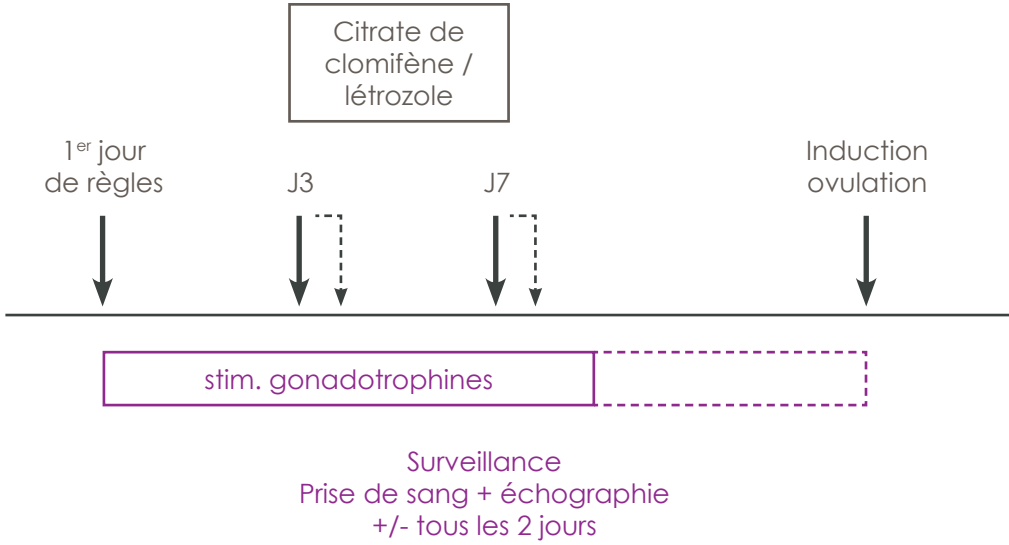 Citrate de
clomifène /
létrozole
1er jour
de règles
J3
J7
Induction
ovulation
stim. gonadotrophines
Surveillance
Prise de sang + échographie
+/- tous les 2 jours